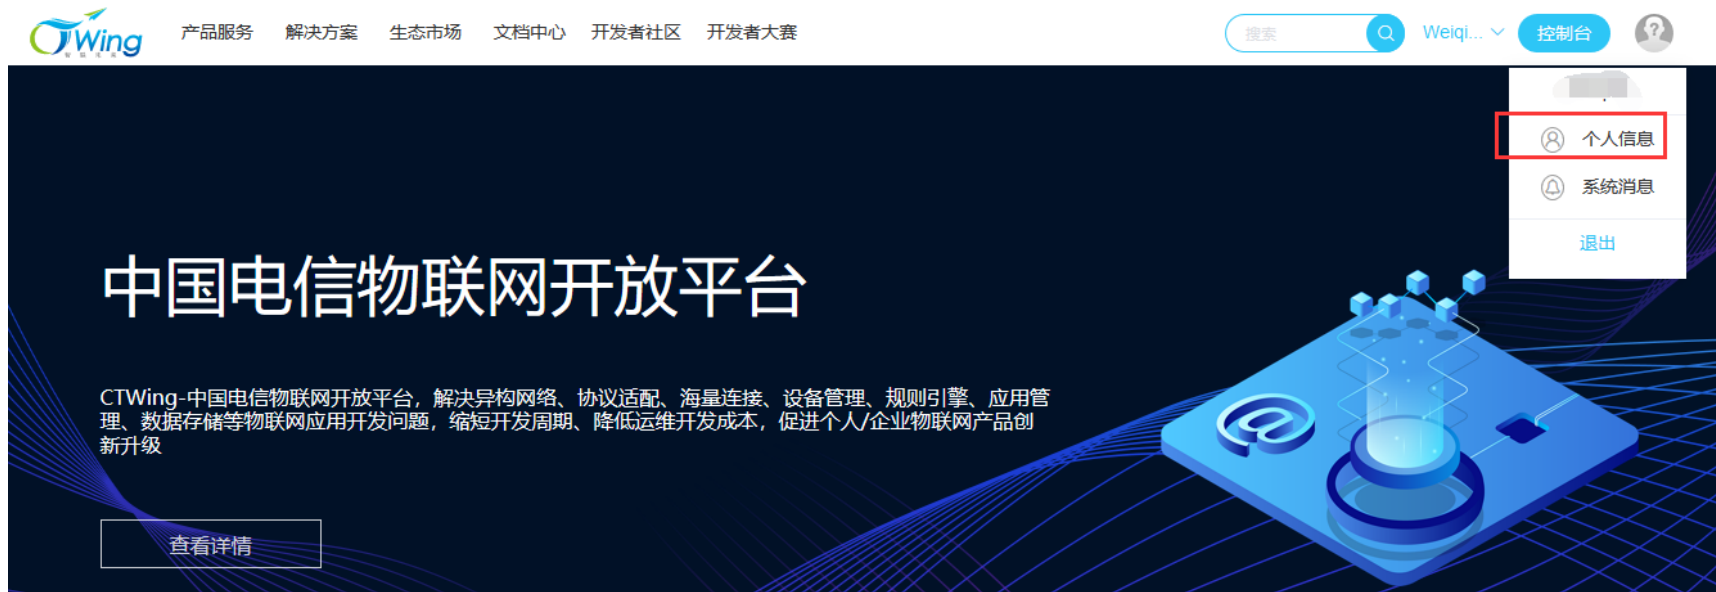 CTWing
产品服务
解决方案
生态市场
文档中心
开发者社区
开发者大赛
搜索
Weiqi...
控制台
个人信息
系统消息
退出
中国电信物联网开放平台
CTWing-中国电信物联网开放平台，解决异构网络、协议适配、海量连接、设备管理、规则引擎、应用管
理、数据存储等物联网应用开发问题，缩短开发周期、降低运维开发成本，促进个人/企业物联网产品创
新升级
@
查看详情